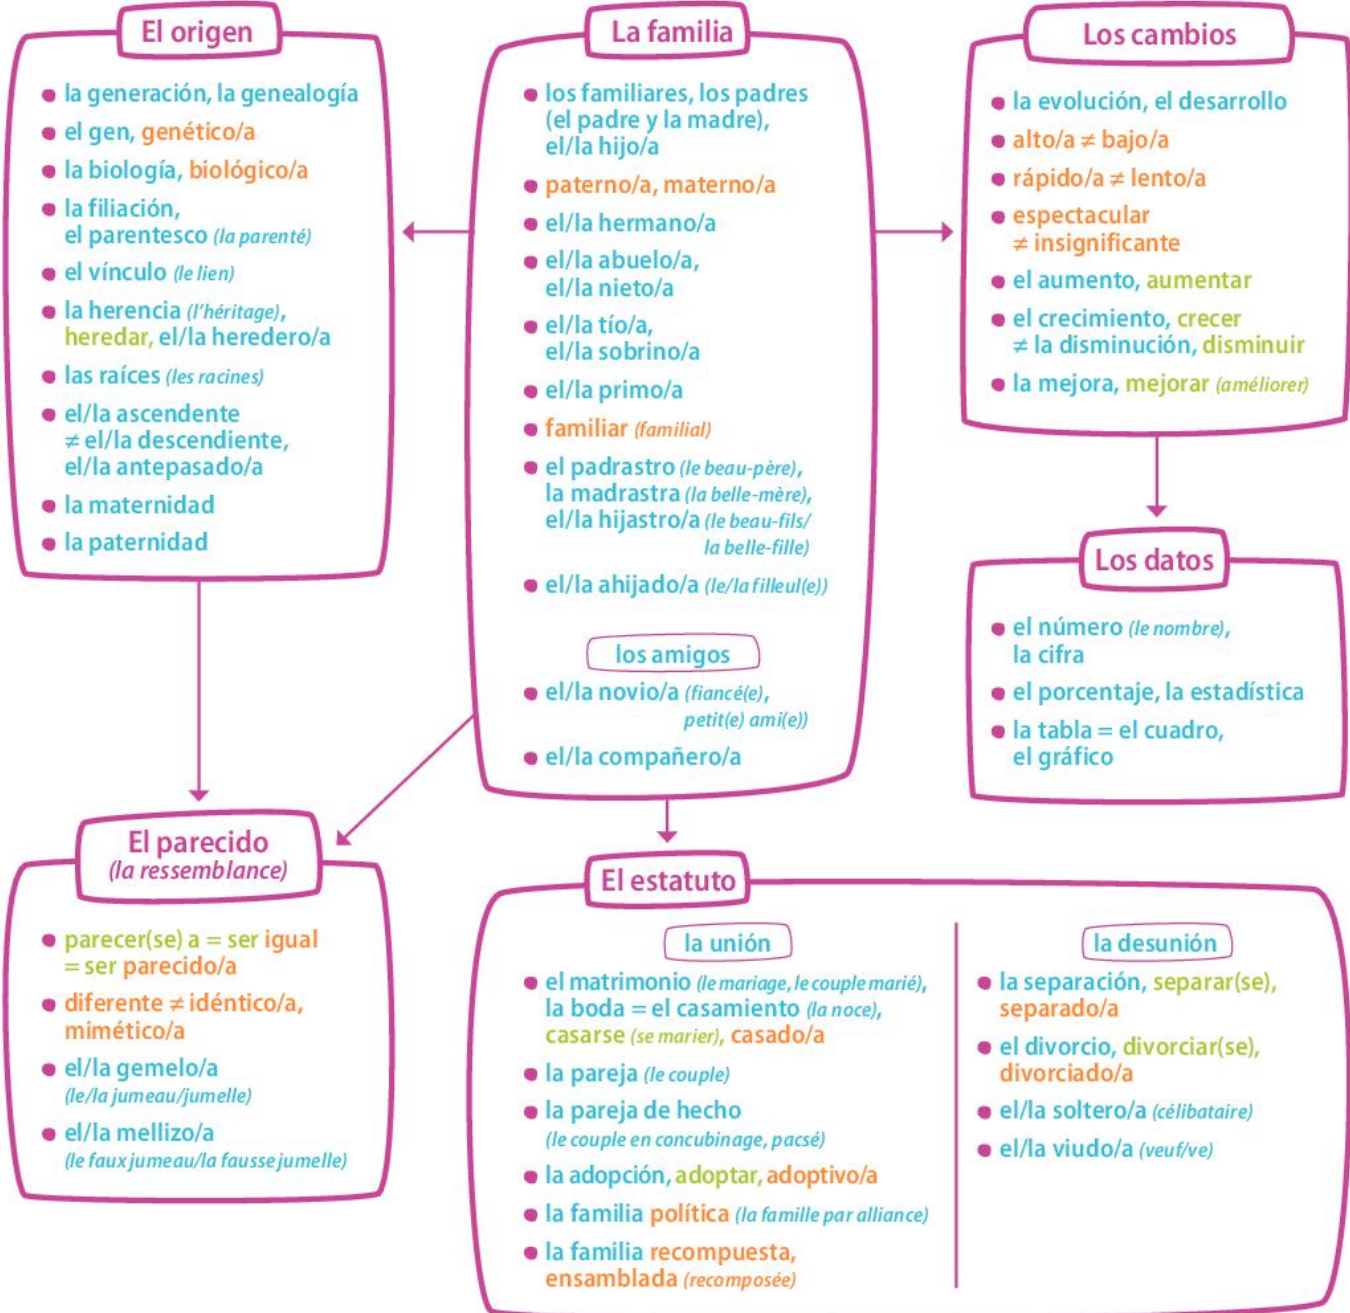 El origen
la generación, la genealogía
el gen, genético/a
la biología, biológico/a
la filiación,
el parentesco (la parenté)
el vínculo (le lien)
la herencia (l'héritage),
heredar, el/la heredero/a
las raíces (les racines)
el/la ascendente
≠ el/la descendiente,
el/la antepasado/a
la maternidad
la paternidad
La familia
los familiares, los padres
(el padre y la madre),
el/la hijo/a
paterno/a, materno/a
el/la hermano/a
el/la abuelo/a,
el/la nieto/a
el/la tío/a,
el/la sobrino/a
el/la primo/a
familiar (familial)
el padrastro (le beau-père),
la madrastra (la belle-mère),
el/la hijastro/a (le beau-fils/
la belle-fille)
el/la ahijado/a (le/la filleul(e))
los amigos
el/la novio/a (fiancé(e),
petit(e) ami(e))
el/la compañero/a
Los cambios
la evolución, el desarrollo
alto/a ≠ bajo/a
rápido/a ≠ lento/a
espectacular
≠ insignificante
el aumento, aumentar
el crecimiento, crecer
≠ la disminución, disminuir
la mejora, mejorar (améliorer)
Los datos
el número (le nombre),
la cifra
el porcentaje, la estadística
la tabla = el cuadro,
el gráfico
El parecido
(la ressemblance)
parecer(se) a = ser igual
= ser parecido/a
diferente ≠ idéntico/a,
mimético/a
el/la gemelo/a
(le/la jumeau/jumelle)
el/la mellizo/a
(le faux jumeau/la fausse jumelle)
El estatuto
la unión
el matrimonio (le mariage, le couple marié),
la boda = el casamiento (la noce),
casarse (se marier), casado/a
la pareja (le couple)
la pareja de hecho
(le couple en concubinage, pacsé)
la adopción, adoptar, adoptivo/a
la familia política (la famille par alliance)
la familia recompuesta,
ensamblada (recomposée)
la desunión
la separación, separar(se),
separado/a
el divorcio, divorciar(se),
divorciado/a
el/la soltero/a (célibataire)
el/la viudo/a (veuf/ve)